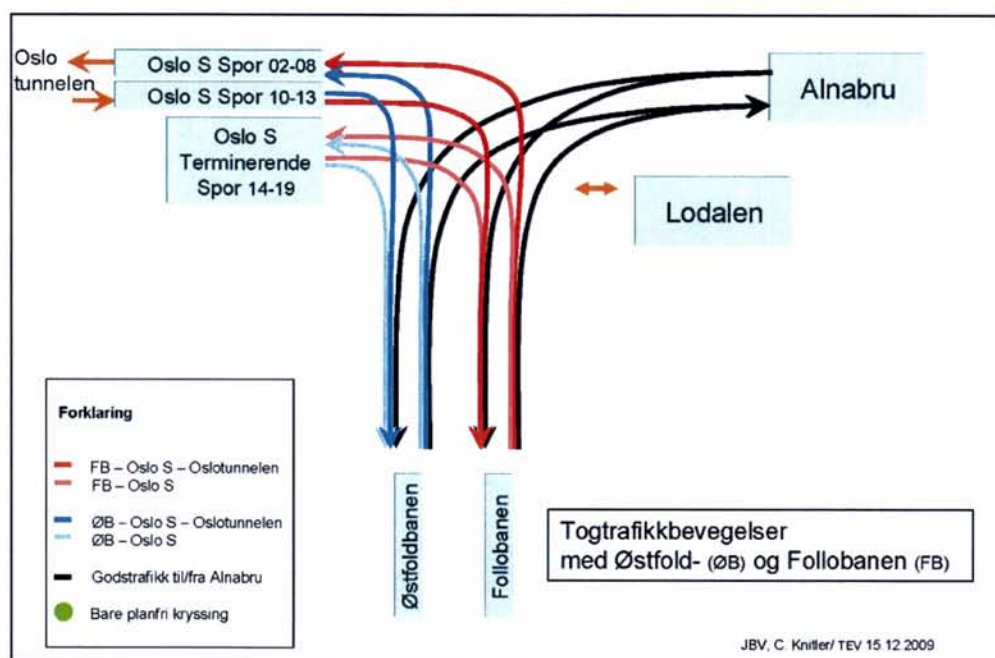 Oslo
tunnelen
Oslo S Spor 02-08
Oslo S Spor 10-13
Oslo S
Terminerende
Spor 14-19
Alnabru
Lodalen
Forklaring
FB – Oslo S – Oslotunnelen
FB – Oslo S
ØB – Oslo S – Oslotunnelen
ØB – Oslo S
Godstrafikk til/fra Alnabru
Bare planfri kryssing
Østfoldbanen
Follobanen
Togtrafikkbevegelser
med Østfold- (ØB) og Follobanen (FB)
JBV, C. Knitler/ TEV 15.12.2009